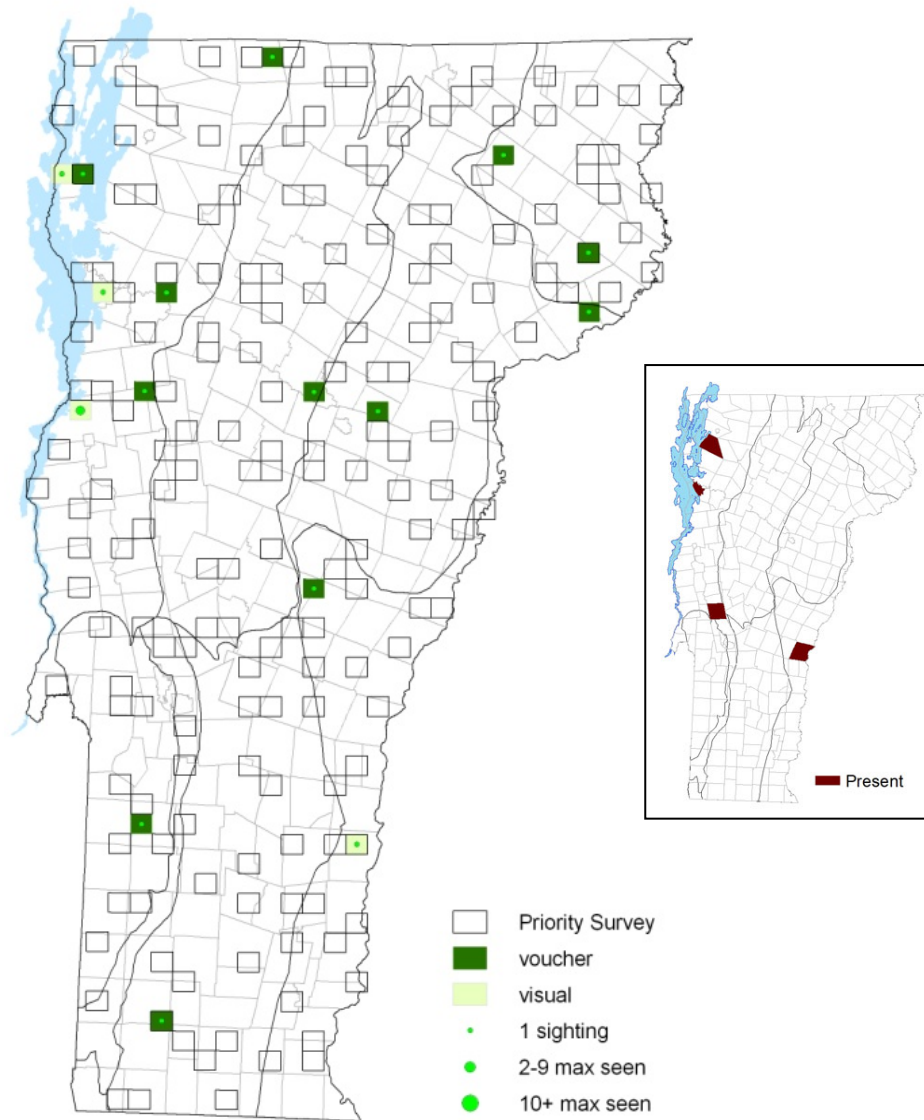 Present
Priority Survey
voucher
visual
1 sighting
2-9 max seen
10+ max seen